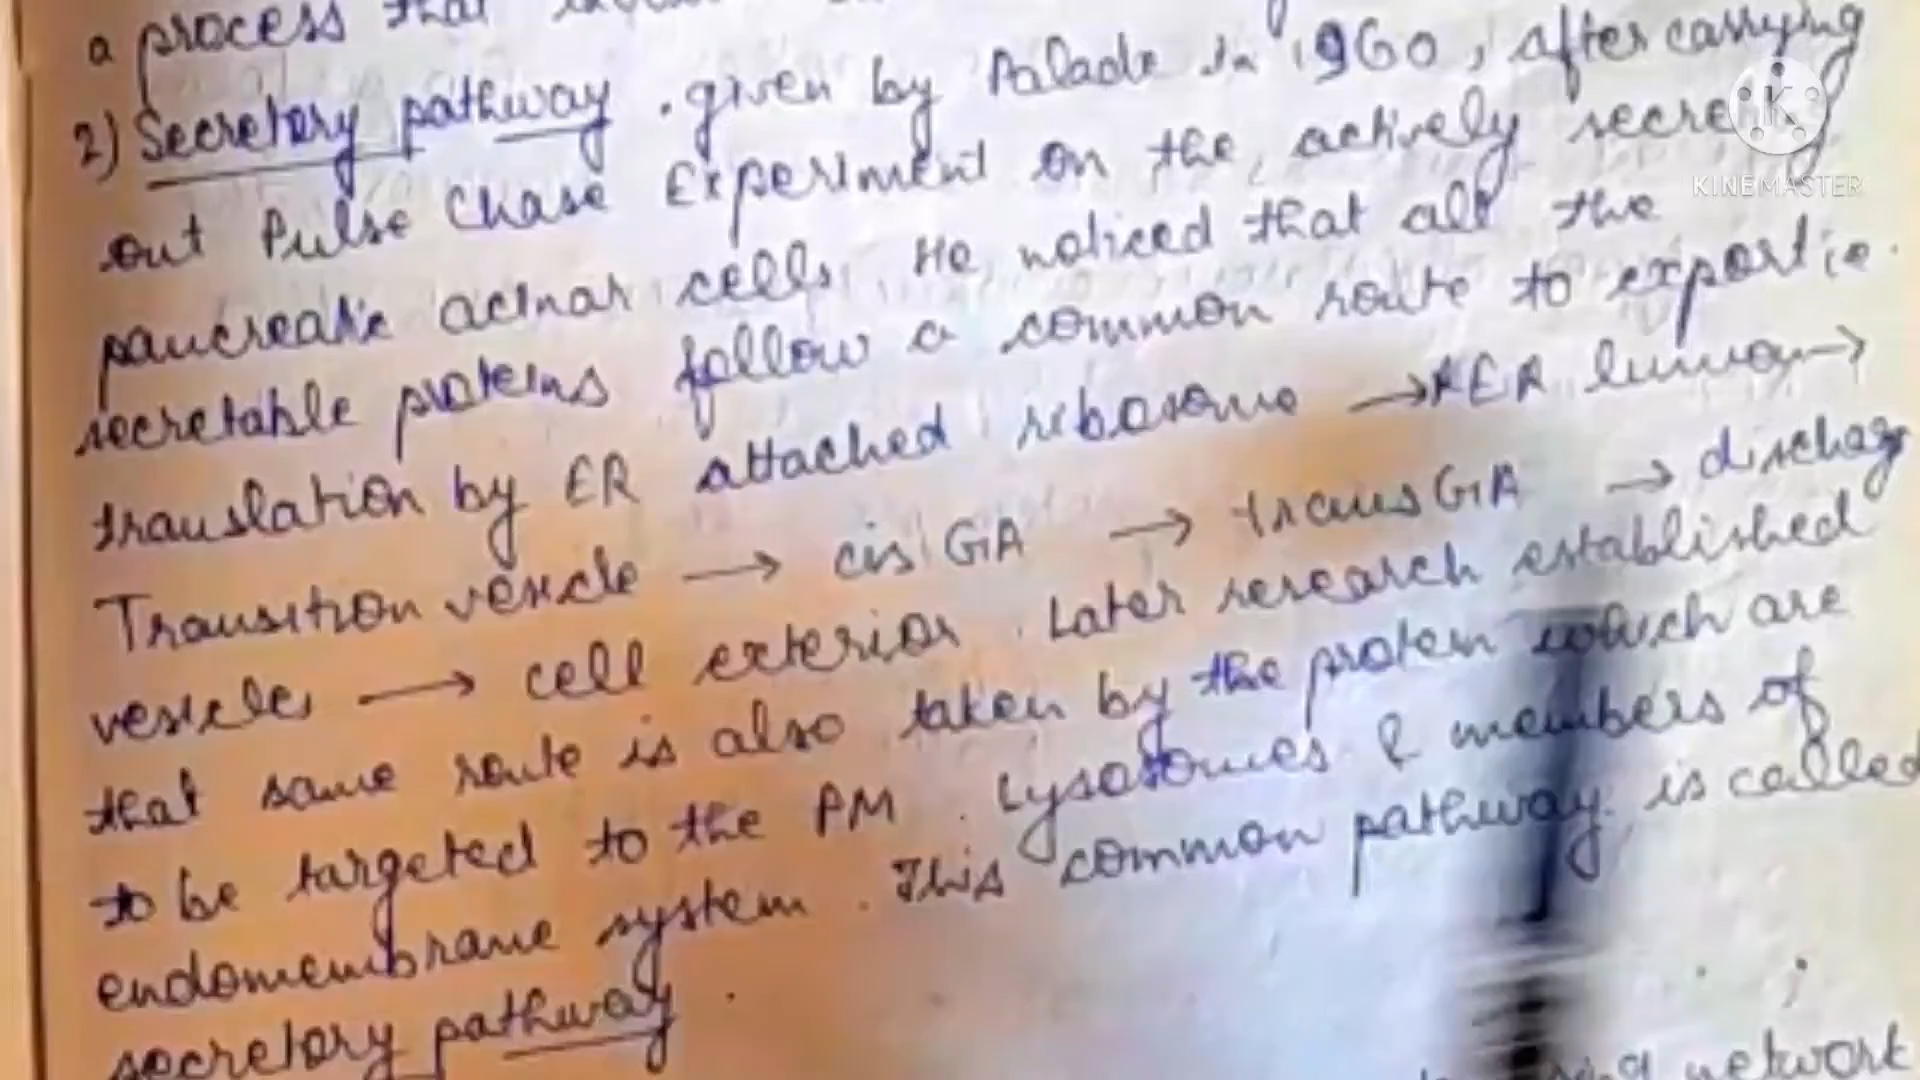 a process that
2) Secretory pathway . given by Palade in 1960, after carrying
out Pulse Chase Experiment on the actively secreting
pancreatic acinar cells. He noticed that all the
secretable proteins follow a common route to export i.e.
translation by ER attached ribosome → RER lumen →
Transition vesicle → cis GA → trans GA → discharg
vesicles → cell exterior. Later research established
that same route is also taken by the protein which are
to be targeted to the PM. Lysosomes & members of
endomembrane system. This common pathway is called
secretory pathway.
network
KINEMASTER